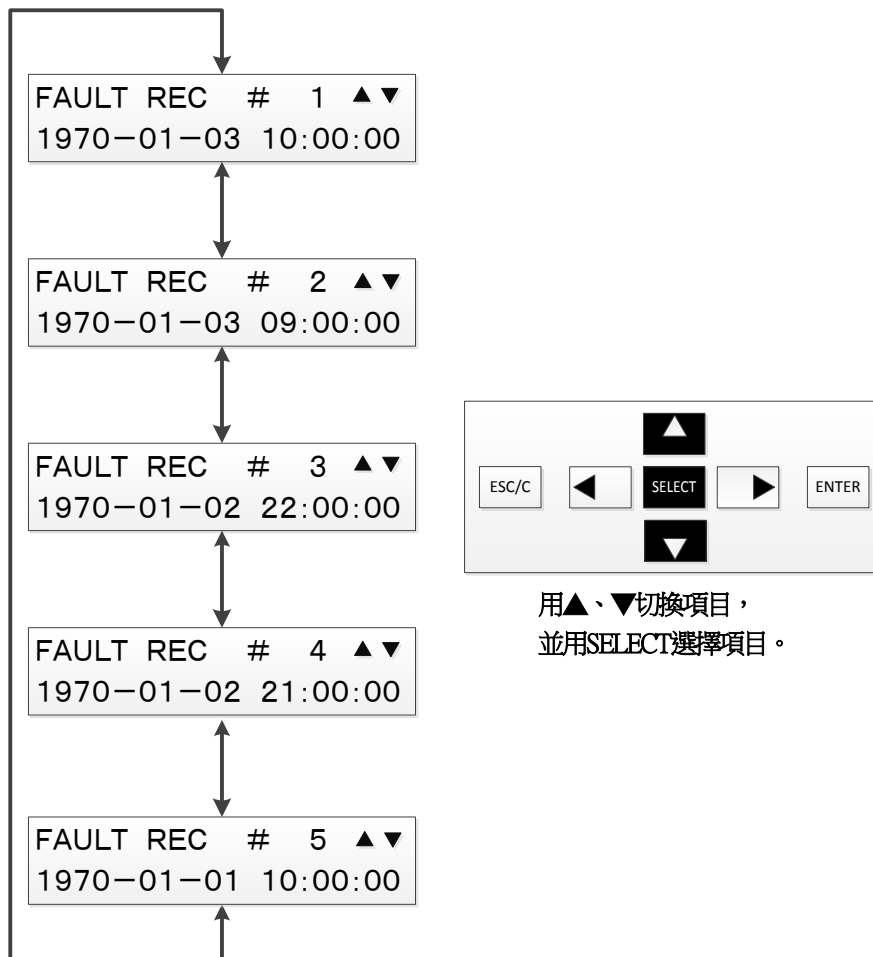 FAULT REC # 1 ▲▼
1970-01-03 10:00:00
FAULT REC # 2 ▲▼
1970-01-03 09:00:00
FAULT REC # 3 ▲▼
1970-01-02 22:00:00
FAULT REC # 4 ▲▼
1970-01-02 21:00:00
FAULT REC # 5 ▲▼
1970-01-01 10:00:00
▲
ESC/C ◀ SELECT ▶ ENTER
▼
用▲、▼切換項目，
並用SELECT選擇項目。